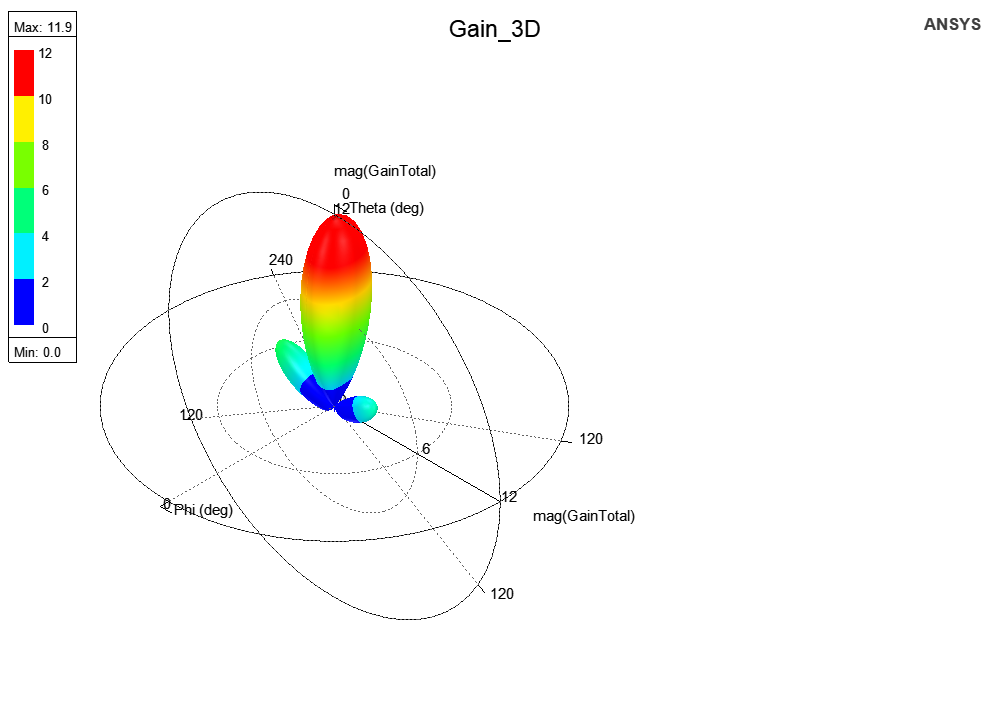 Gain_3D
ANSYS
Max: 11.9
12
10
8
6
4
2
0
Min: 0.0
mag(GainTotal)
0
12
Theta (deg)
240
120
6
120
0
Phi (deg)
12
mag(GainTotal)
120